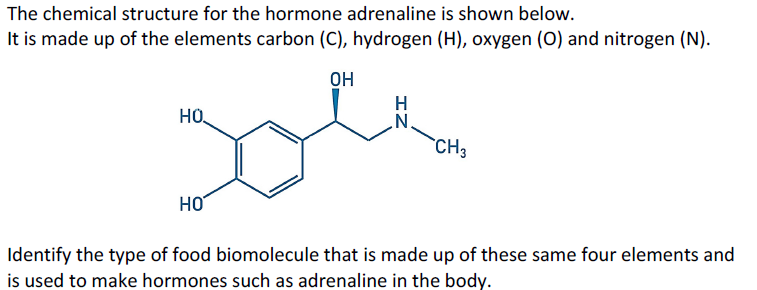 The chemical structure for the hormone adrenaline is shown below.
It is made up of the elements carbon (C), hydrogen (H), oxygen (O) and nitrogen (N).
OH
H
HO
N
CH₃
HO
Identify the type of food biomolecule that is made up of these same four elements and
is used to make hormones such as adrenaline in the body.